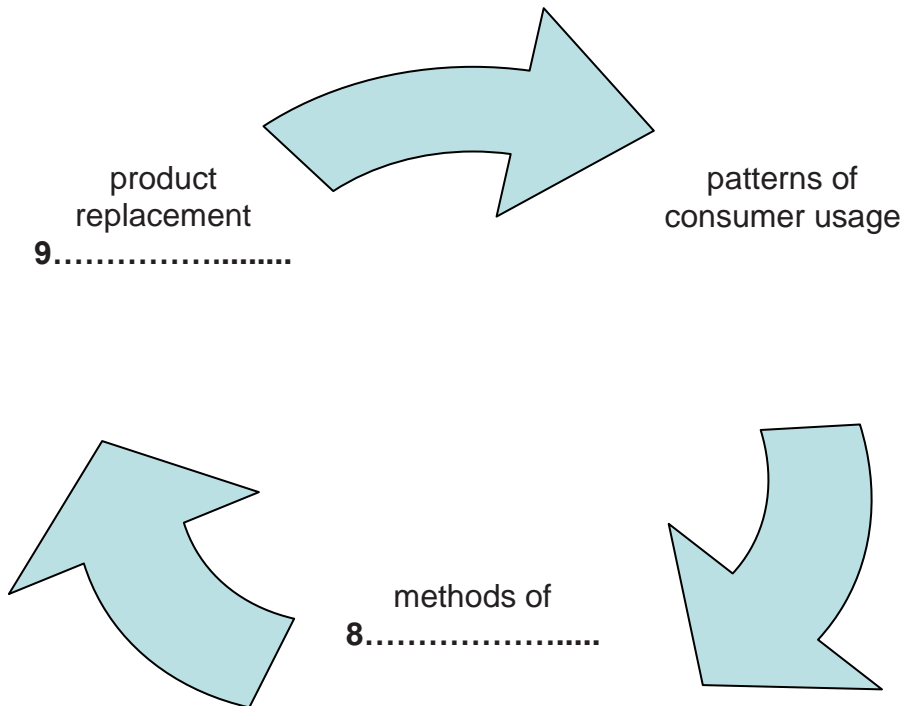 product
replacement
9……………..........
patterns of
consumer usage
methods of
8……………….....